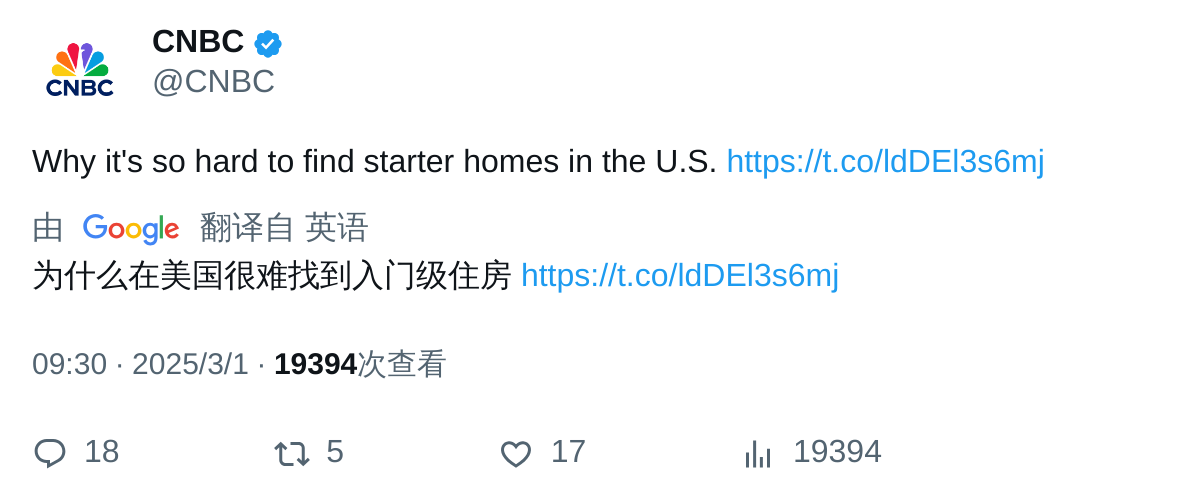 CNBC
CNBC
@CNBC
Why it's so hard to find starter homes in the U.S. https://t.co/ldDEl3s6mj
由 Google 翻译自 英语
为什么在美国很难找到入门级住房 https://t.co/ldDEl3s6mj
09:30 · 2025/3/1 · 19394次查看
18 5 17 19394